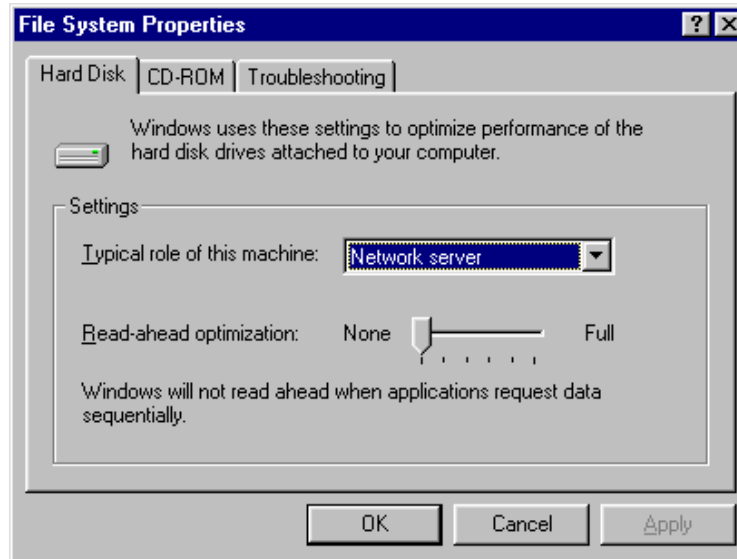 File System Properties
Hard Disk CD-ROM Troubleshooting
Windows uses these settings to optimize performance of the
hard disk drives attached to your computer.
Settings
Typical role of this machine: Network server
Read-ahead optimization: None Full
Windows will not read ahead when applications request data
sequentially.
OK Cancel Apply